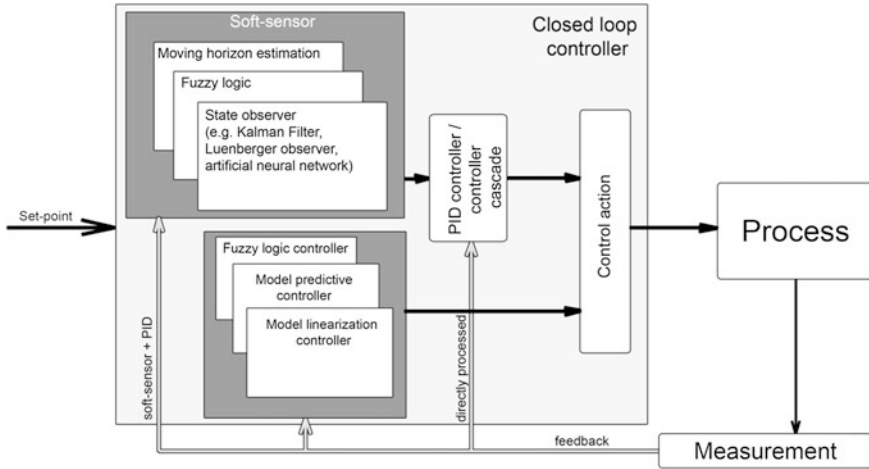 Soft-sensor
Closed loop
controller
Moving horizon estimation
Fuzzy logic
State observer
(e.g. Kalman Filter,
Luenberger observer,
artificial neural network)
PID controller /
controller
cascade
Control action
Set-point
Process
Fuzzy logic controller
Model predictive
controller
Model linearization
controller
soft-sensor + PID
directly processed
feedback
Measurement